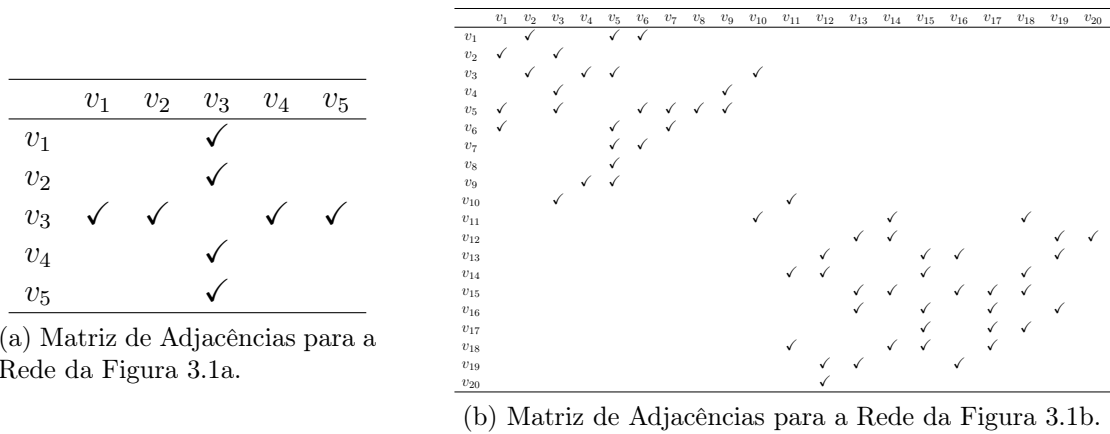 v₁ v₂ v₃ v₄ v₅
v₁ ✓
v₂ ✓
v₃ ✓ ✓ ✓ ✓
v₄ ✓
v₅ ✓
(a) Matriz de Adjacências para a
Rede da Figura 3.1a.
v₁ v₂ v₃ v₄ v₅ v₆ v₇ v₈ v₉ v₁₀ v₁₁ v₁₂ v₁₃ v₁₄ v₁₅ v₁₆ v₁₇ v₁₈ v₁₉ v₂₀
v₁ ✓ ✓ ✓
v₂ ✓ ✓
v₃ ✓ ✓ ✓ ✓
v₄ ✓ ✓
v₅ ✓ ✓ ✓ ✓ ✓ ✓
v₆ ✓ ✓ ✓
v₇ ✓ ✓
v₈ ✓
v₉ ✓ ✓
v₁₀ ✓ ✓
v₁₁ ✓ ✓ ✓
v₁₂ ✓ ✓ ✓ ✓
v₁₃ ✓ ✓ ✓ ✓
v₁₄ ✓ ✓ ✓ ✓
v₁₅ ✓ ✓ ✓ ✓ ✓
v₁₆ ✓ ✓ ✓ ✓
v₁₇ ✓ ✓ ✓
v₁₈ ✓ ✓ ✓ ✓
v₁₉ ✓ ✓ ✓
v₂₀ ✓
(b) Matriz de Adjacências para a Rede da Figura 3.1b.